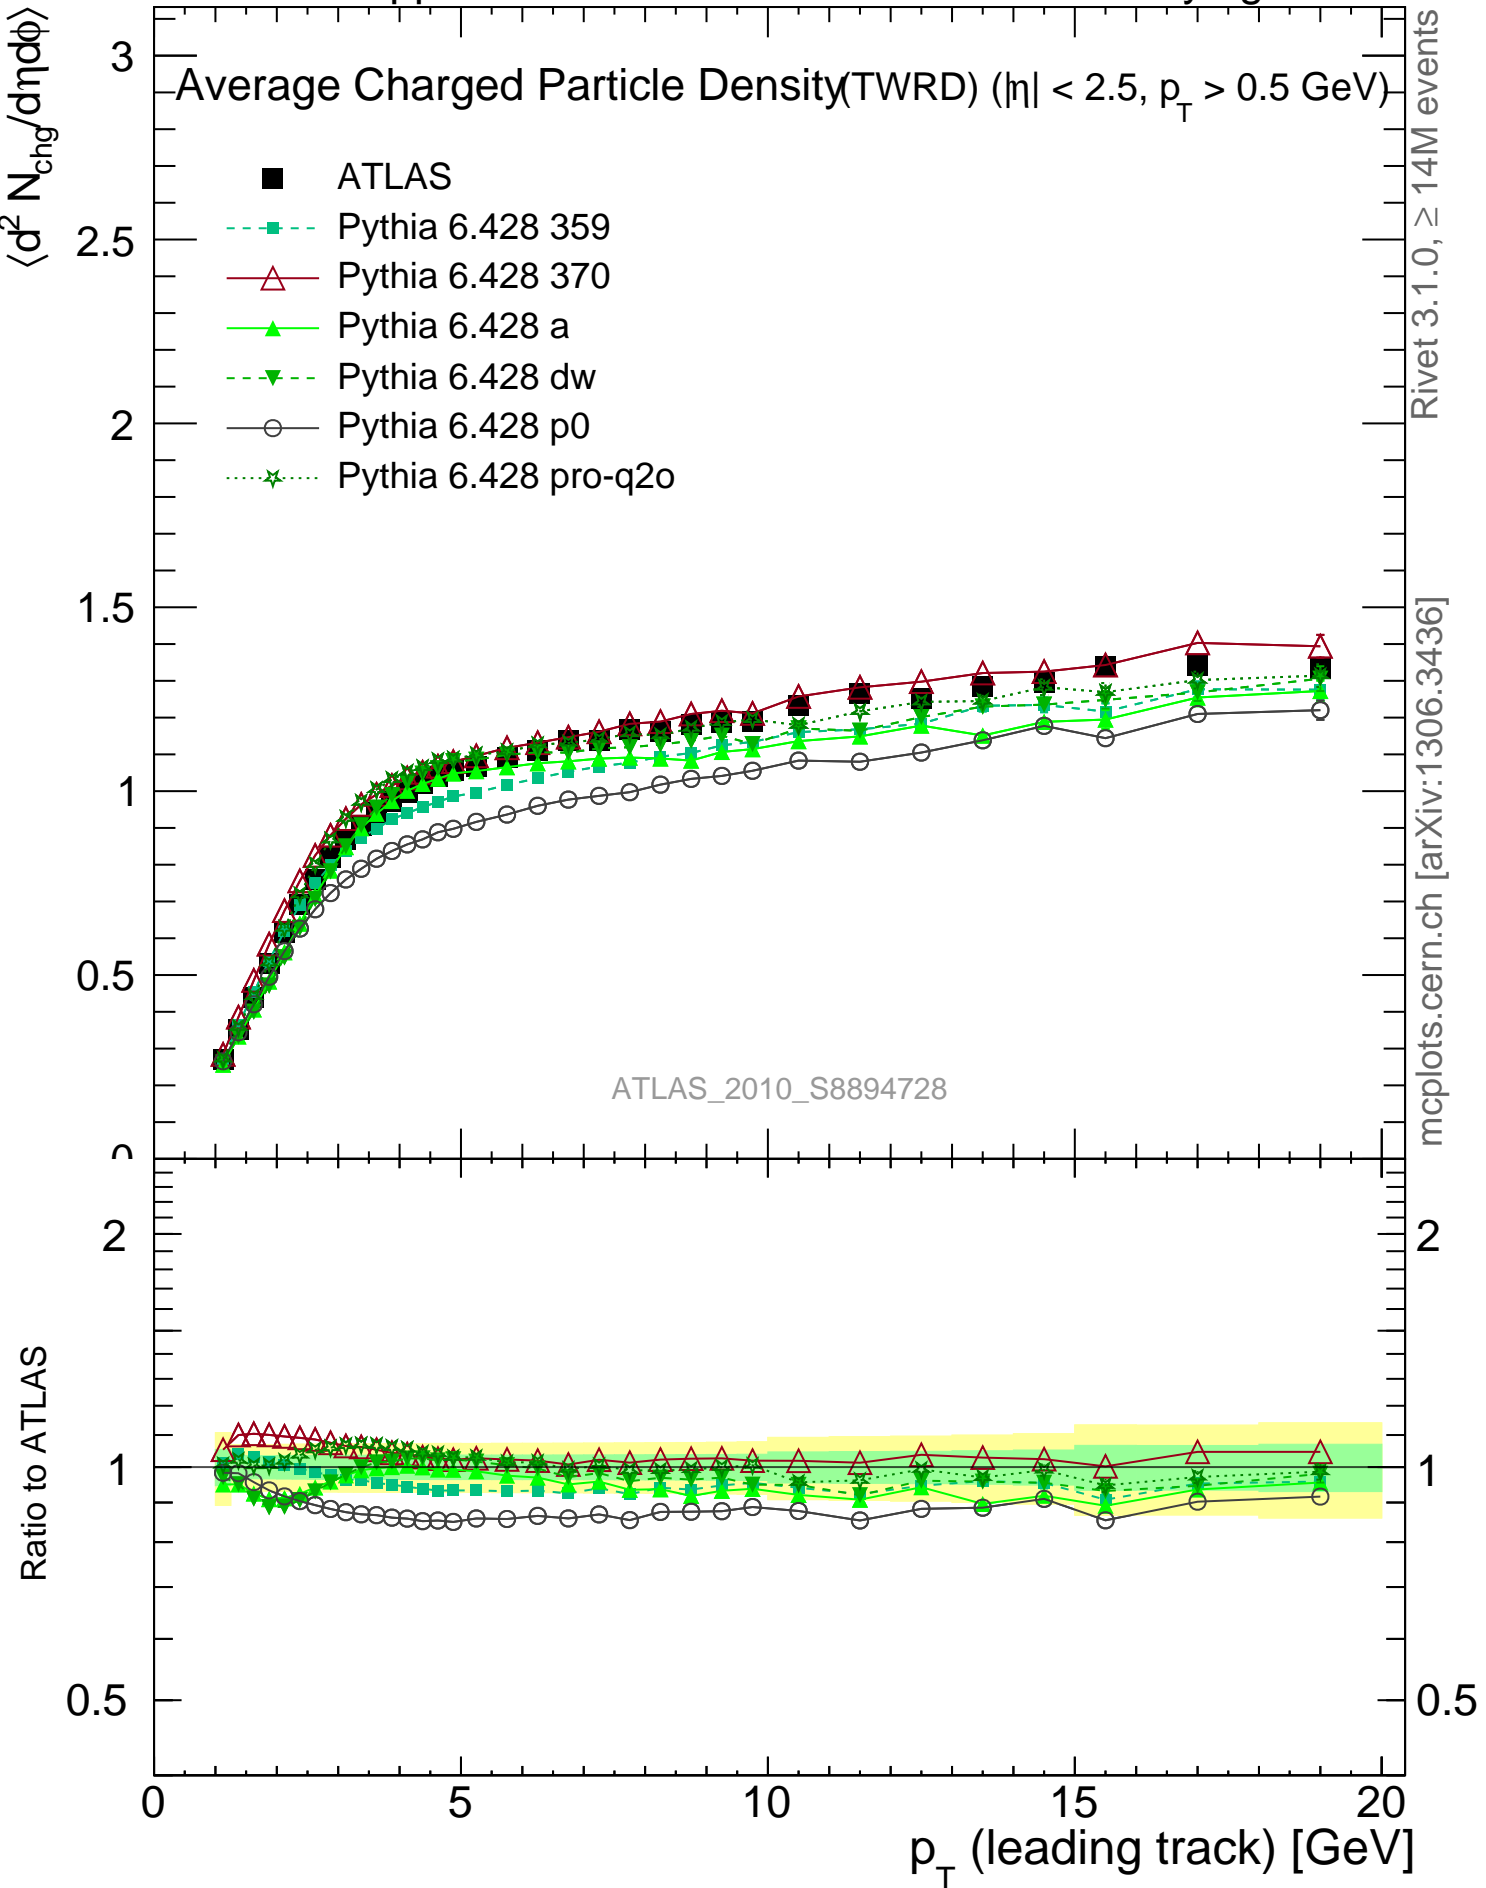 Average Charged Particle Density(TWRD) (|η| < 2.5, p_T > 0.5 GeV)
⟨d² N_chg/dηdϕ⟩
ATLAS
Pythia 6.428 359
Pythia 6.428 370
Pythia 6.428 a
Pythia 6.428 dw
Pythia 6.428 p0
Pythia 6.428 pro-q2o
3
2.5
2
1.5
1
0.5
0
ATLAS_2010_S8894728
Rivet 3.1.0, ≥ 14M events
mcplots.cern.ch [arXiv:1306.3436]
Ratio to ATLAS
2
1
0.5
2
1
0.5
0
5
10
15
20
p_T (leading track) [GeV]